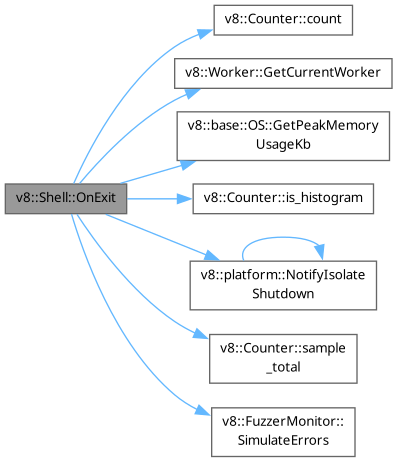 v8::Counter::count
v8::Worker::GetCurrentWorker
v8::base::OS::GetPeakMemory
UsageKb
v8::Shell::OnExit
v8::Counter::is_histogram
v8::platform::NotifyIsolate
Shutdown
v8::Counter::sample
_total
v8::FuzzerMonitor::
SimulateErrors